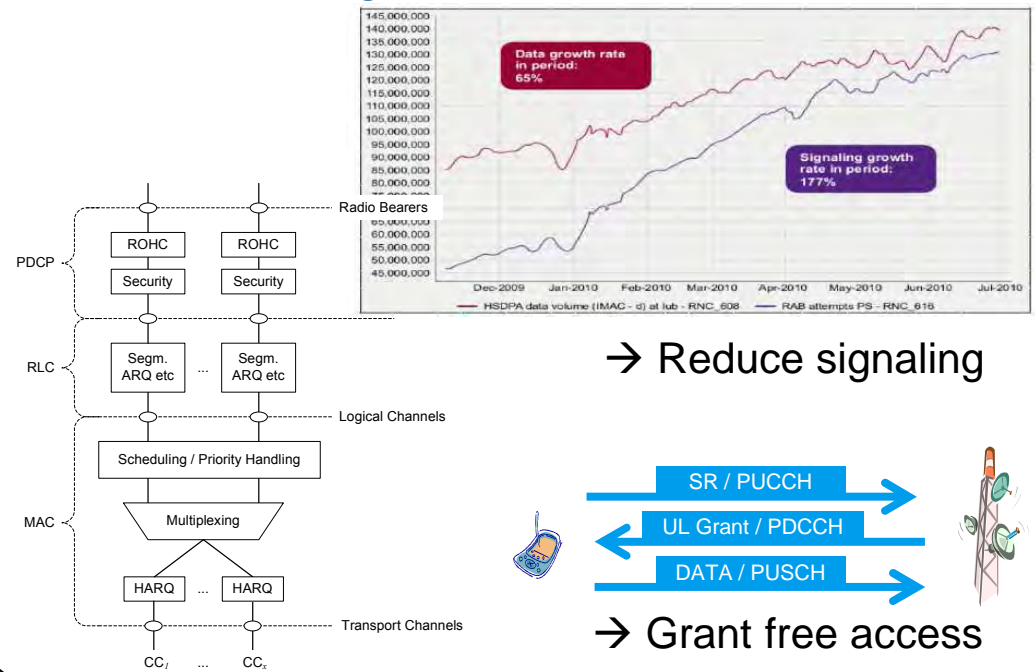 145,000,000
140,000,000
135,000,000
130,000,000
125,000,000
120,000,000
115,000,000
110,000,000
105,000,000
100,000,000
95,000,000
90,000,000
85,000,000
80,000,000
65,000,000
60,000,000
55,000,000
50,000,000
45,000,000
Data growth rate
in period:
65%
Signaling growth
rate in period:
177%
Dec-2009 Jan-2010 Feb-2010 Mar-2010 Apr-2010 May-2010 Jun-2010 Jul-2010
HSDPA data volume (IMAC - d) at Iub - RNC_608 RAB attempts PS - RNC_616
Radio Bearers
ROHC ROHC
PDCP
Security Security
RLC
Segm. ... Segm.
ARQ etc ARQ etc
Logical Channels
Scheduling / Priority Handling
MAC
Multiplexing
HARQ ... HARQ
Transport Channels
CC1 ... CCx
→ Reduce signaling
SR / PUCCH
UL Grant / PDCCH
DATA / PUSCH
→ Grant free access